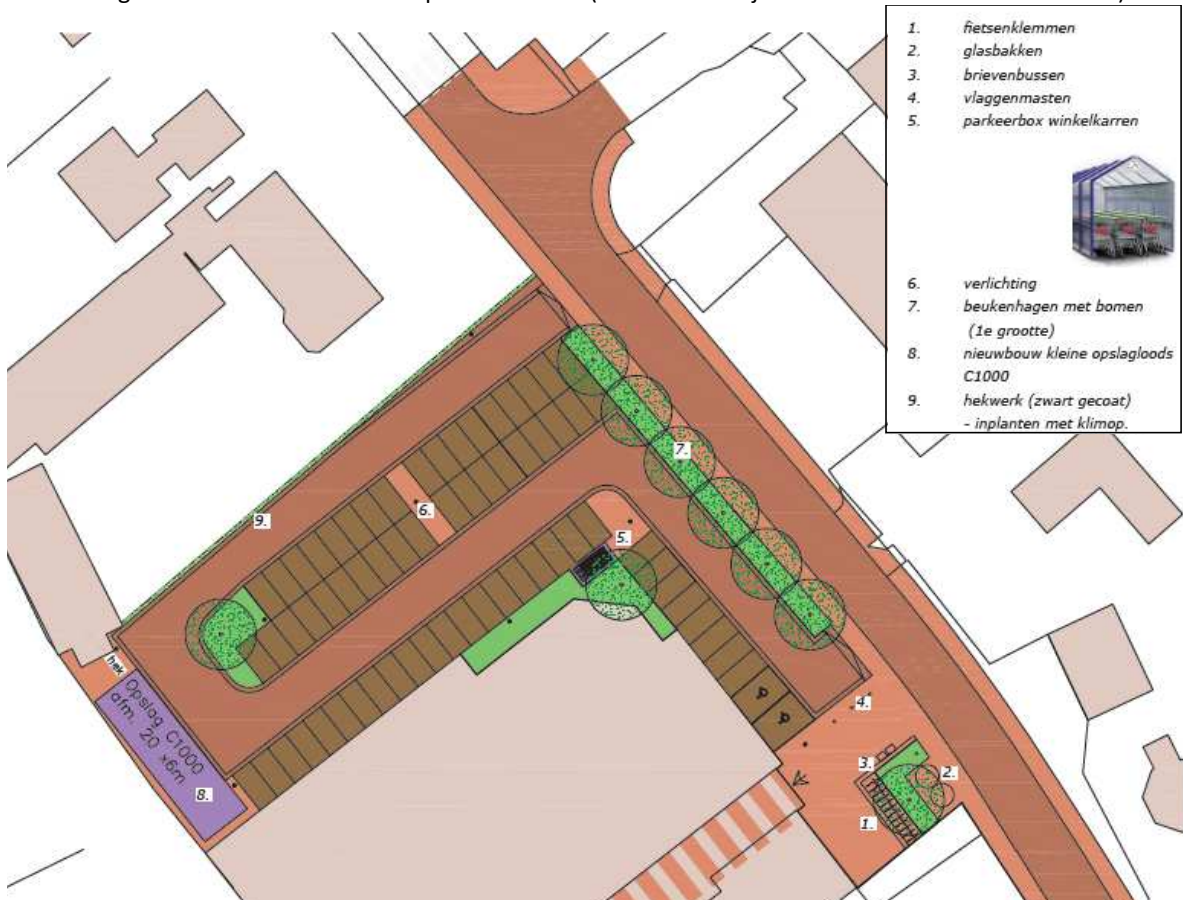 1. fietsenklemmen
2. glasbakken
3. brievenbussen
4. vlaggenmasten
5. parkeerbox winkelkarren
6. verlichting
7. beukenhagen met bomen
(1e grootte)
8. nieuwbouw kleine opslagloods
C1000
9. hekwerk (zwart gecoat)
- inplanten met klimop.
7.
9.
6.
5.
hek
Opslag C1000
afm. 20 x6m
8.
4.
3.
2.
1.